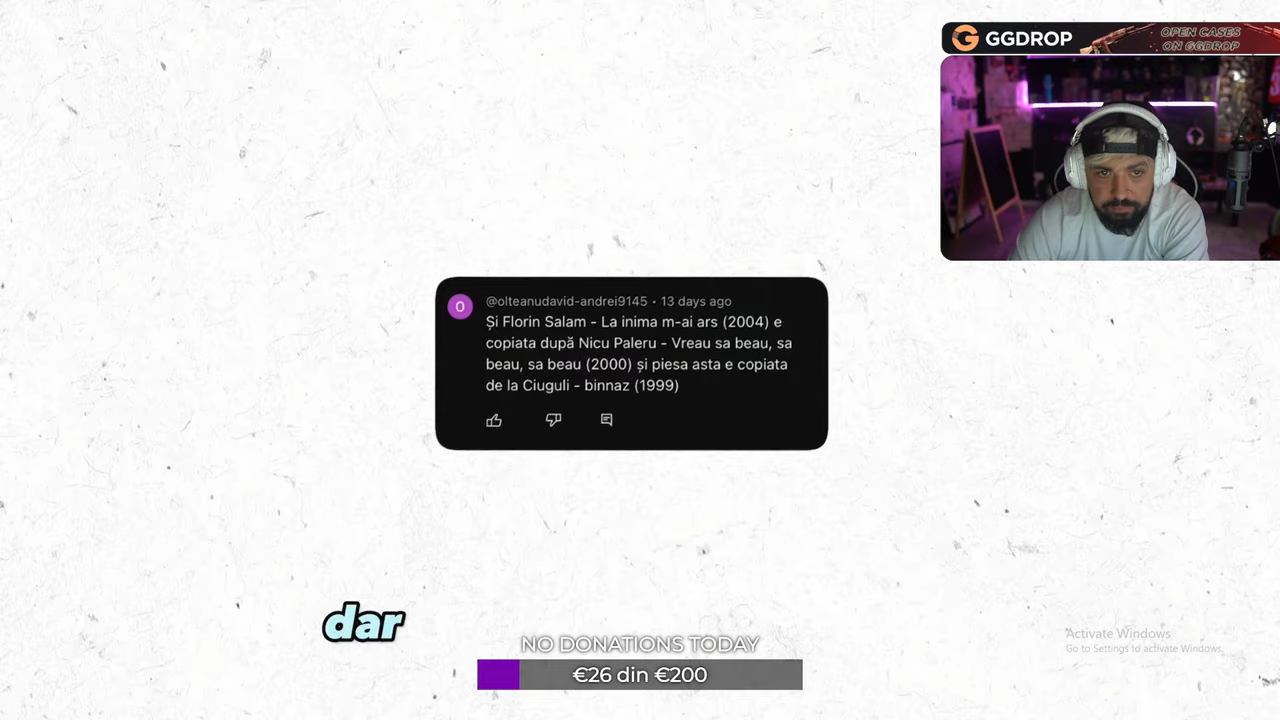 GGDROP
OPEN CASES
ON GGDROP
O
@olteanudavid-andrei9145 • 13 days ago
Și Florin Salam - La inima m-ai ars (2004) e
copiata după Nicu Paleru - Vreau sa beau, sa
beau, sa beau (2000) și piesa asta e copiata
de la Ciuguli - binnaz (1999)
dar
NO DONATIONS TODAY
€26 din €200
Activate Windows
Go to Settings to activate Windows.